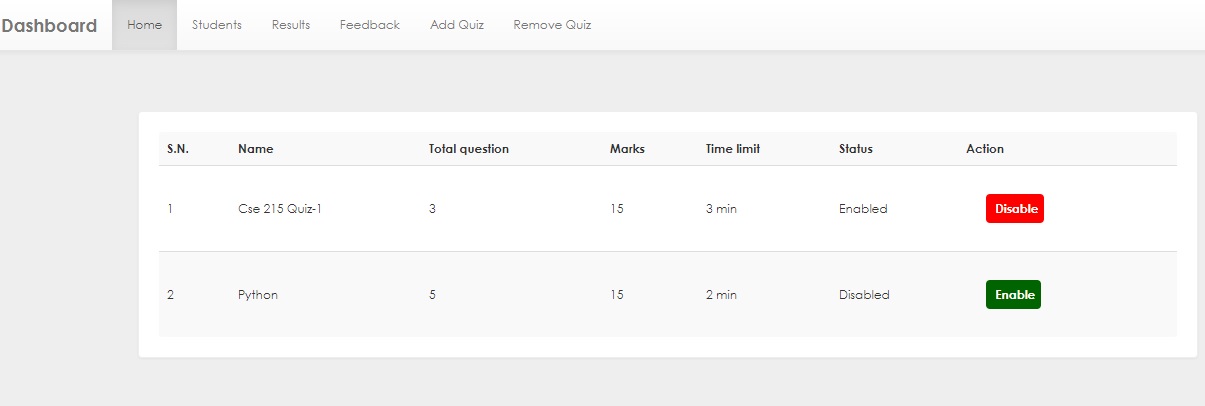 Dashboard Home Students Results Feedback Add Quiz Remove Quiz
S.N. Name Total question Marks Time limit Status Action
1 Cse 215 Quiz-1 3 15 3 min Enabled Disable
2 Python 5 15 2 min Disabled Enable